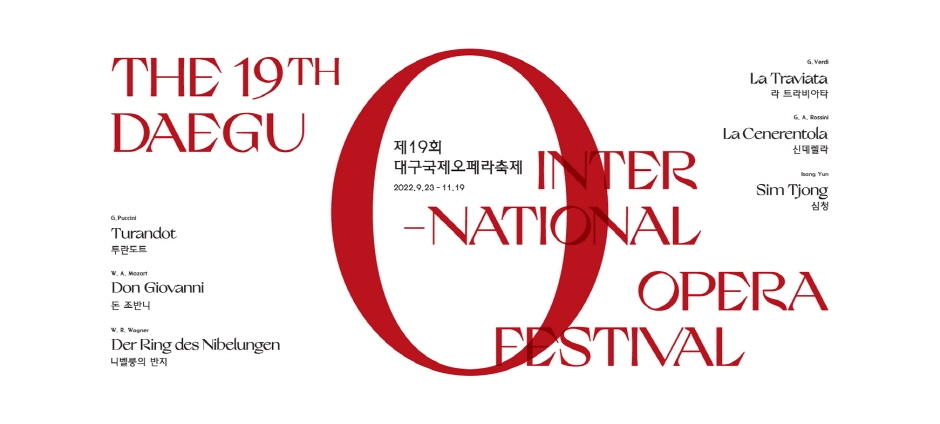 THE 19TH
DAEGU
제19회
대구국제오페라축제
2022.9.23 - 11.19
INTER
-NATIONAL
OPERA
FESTIVAL
G. Puccini
Turandot
투란도트
W. A. Mozart
Don Giovanni
돈 조반니
W. R. Wagner
Der Ring des Nibelungen
니벨룽의 반지
G. Verdi
La Traviata
라 트라비아타
G. A. Rossini
La Cenerentola
신데렐라
Isang Yun
Sim Tjong
심청